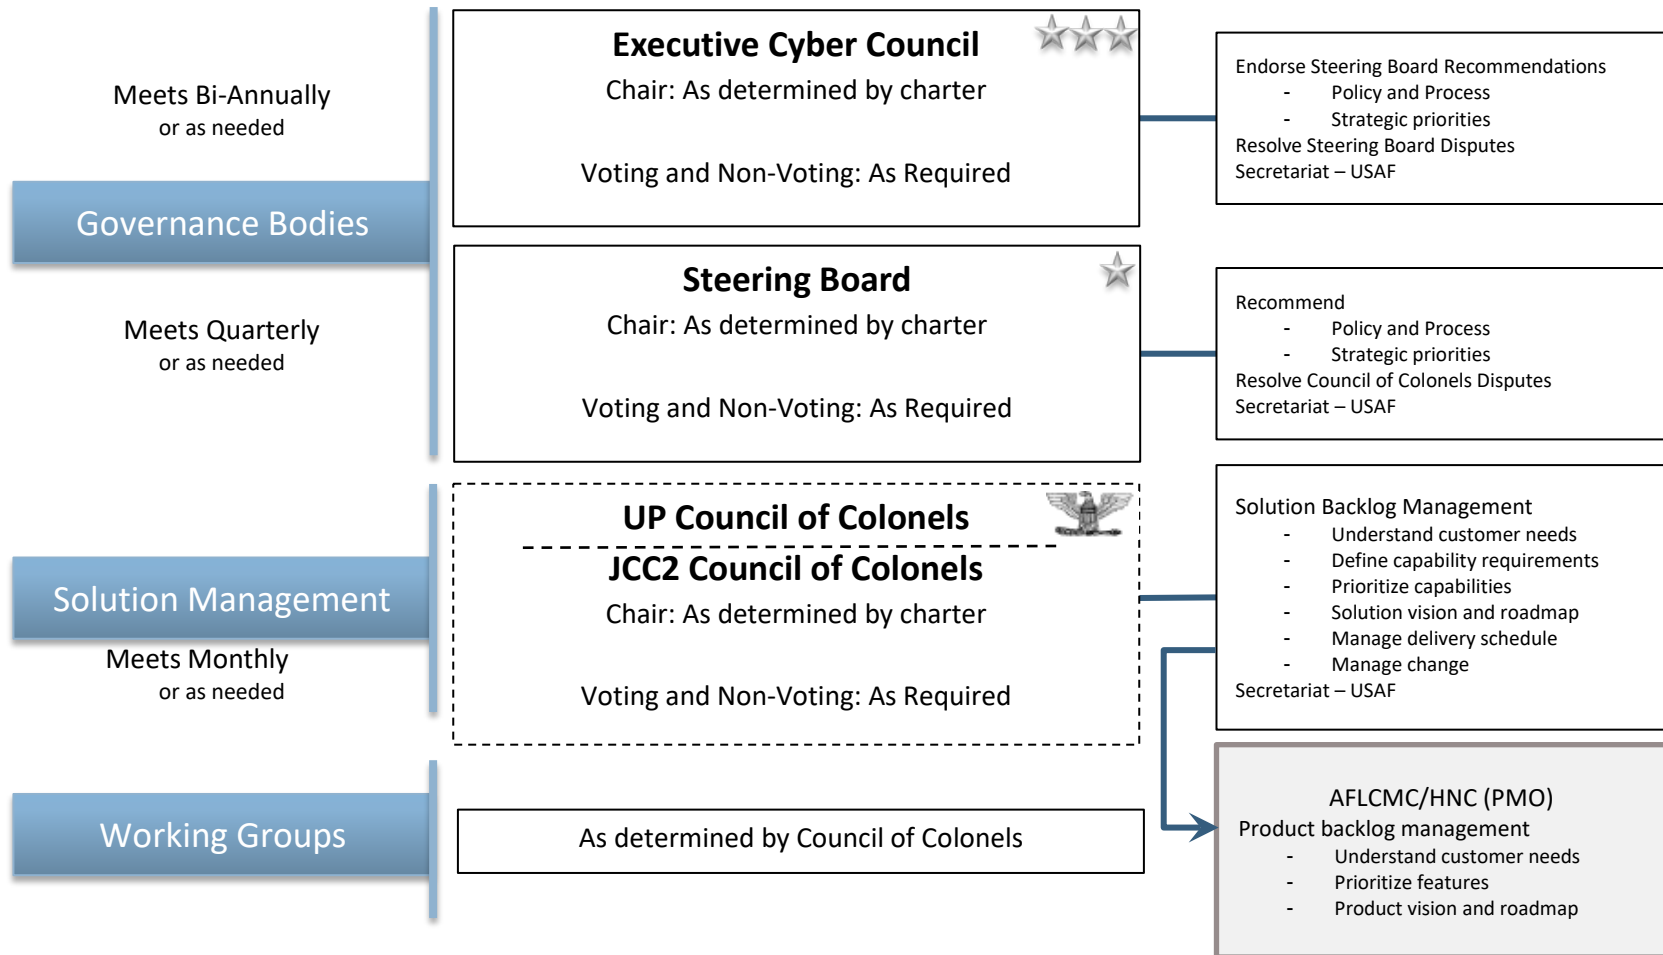 Meets Bi-Annually
or as needed
Governance Bodies
Meets Quarterly
or as needed
Executive Cyber Council
Chair: As determined by charter
Voting and Non-Voting: As Required
Endorse Steering Board Recommendations
- Policy and Process
- Strategic priorities
Resolve Steering Board Disputes
Secretariat – USAF
Steering Board
Chair: As determined by charter
Voting and Non-Voting: As Required
Recommend
- Policy and Process
- Strategic priorities
Resolve Council of Colonels Disputes
Secretariat – USAF
Solution Management
Meets Monthly
or as needed
UP Council of Colonels
JCC2 Council of Colonels
Chair: As determined by charter
Voting and Non-Voting: As Required
Solution Backlog Management
- Understand customer needs
- Define capability requirements
- Prioritize capabilities
- Solution vision and roadmap
- Manage delivery schedule
- Manage change
Secretariat – USAF
Working Groups
As determined by Council of Colonels
AFLCMC/HNC (PMO)
Product backlog management
- Understand customer needs
- Prioritize features
- Product vision and roadmap